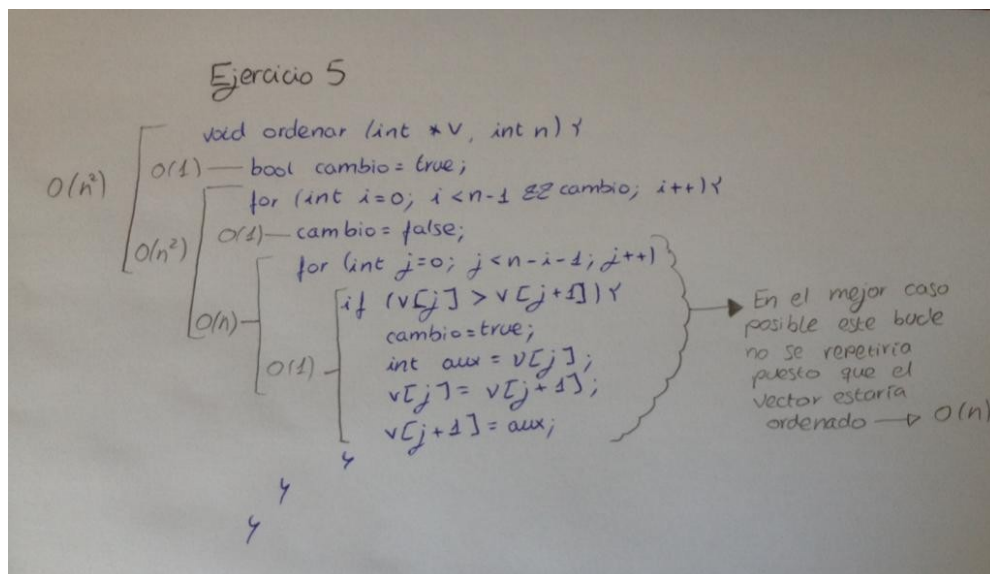 Ejercicio 5
void ordenar (int *v, int n) {
O(n²)
O(1) — bool cambio = true;
for (int i=0; i<n-1 && cambio; i++) {
O(n²)
O(1) — cambio = false;
for (int j=0; j<n-i-1; j++)
O(n) —
if (v[j] > v[j+1]) {
cambio = true;
O(1) —
int aux = v[j];
v[j] = v[j+1];
v[j+1] = aux;
}
}
}
En el mejor caso
posible este bucle
no se repetiría
puesto que el
vector estaría
ordenado → O(n)